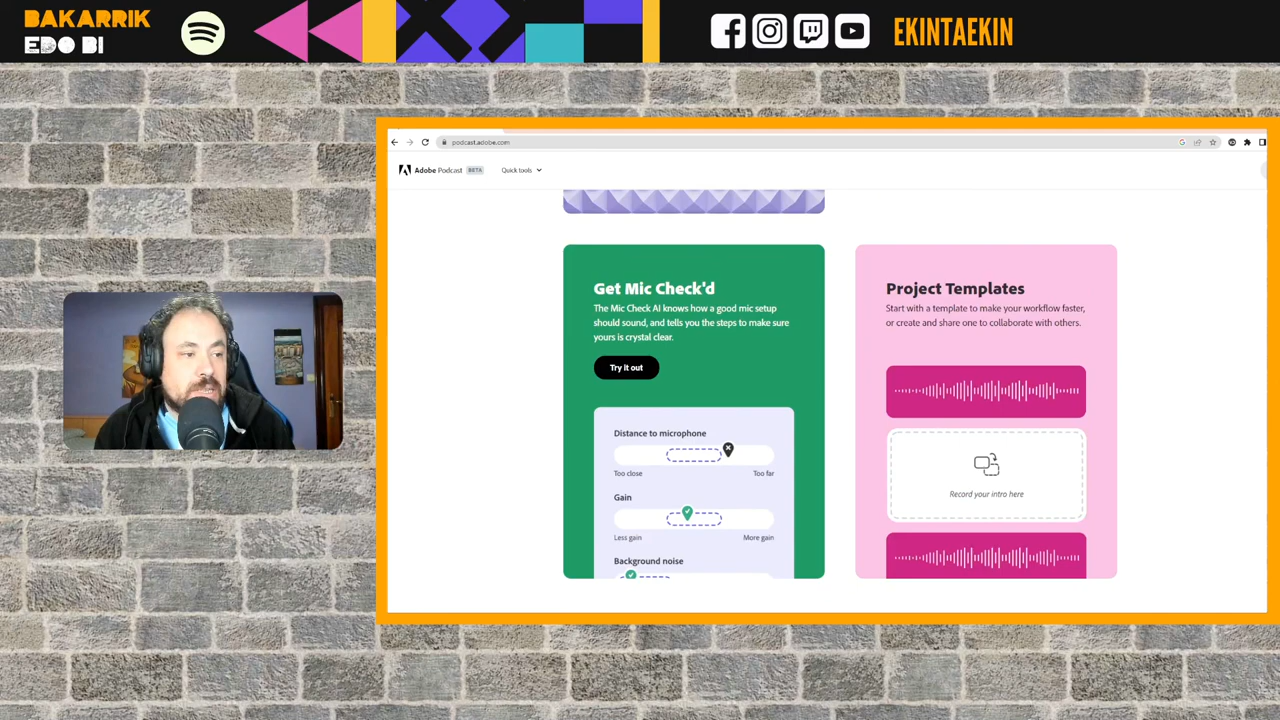 BAKARRIK
EDO BI
EKINTAEKIN
podcast.adobe.com
Adobe Podcast BETA
Quick tools
Get Mic Check'd
The Mic Check AI knows how a good mic setup
should sound, and tells you the steps to make sure
yours is crystal clear.
Try it out
Distance to microphone
Too close
Too far
Gain
Less gain
More gain
Background noise
Project Templates
Start with a template to make your workflow faster,
or create and share one to collaborate with others.
Record your intro here